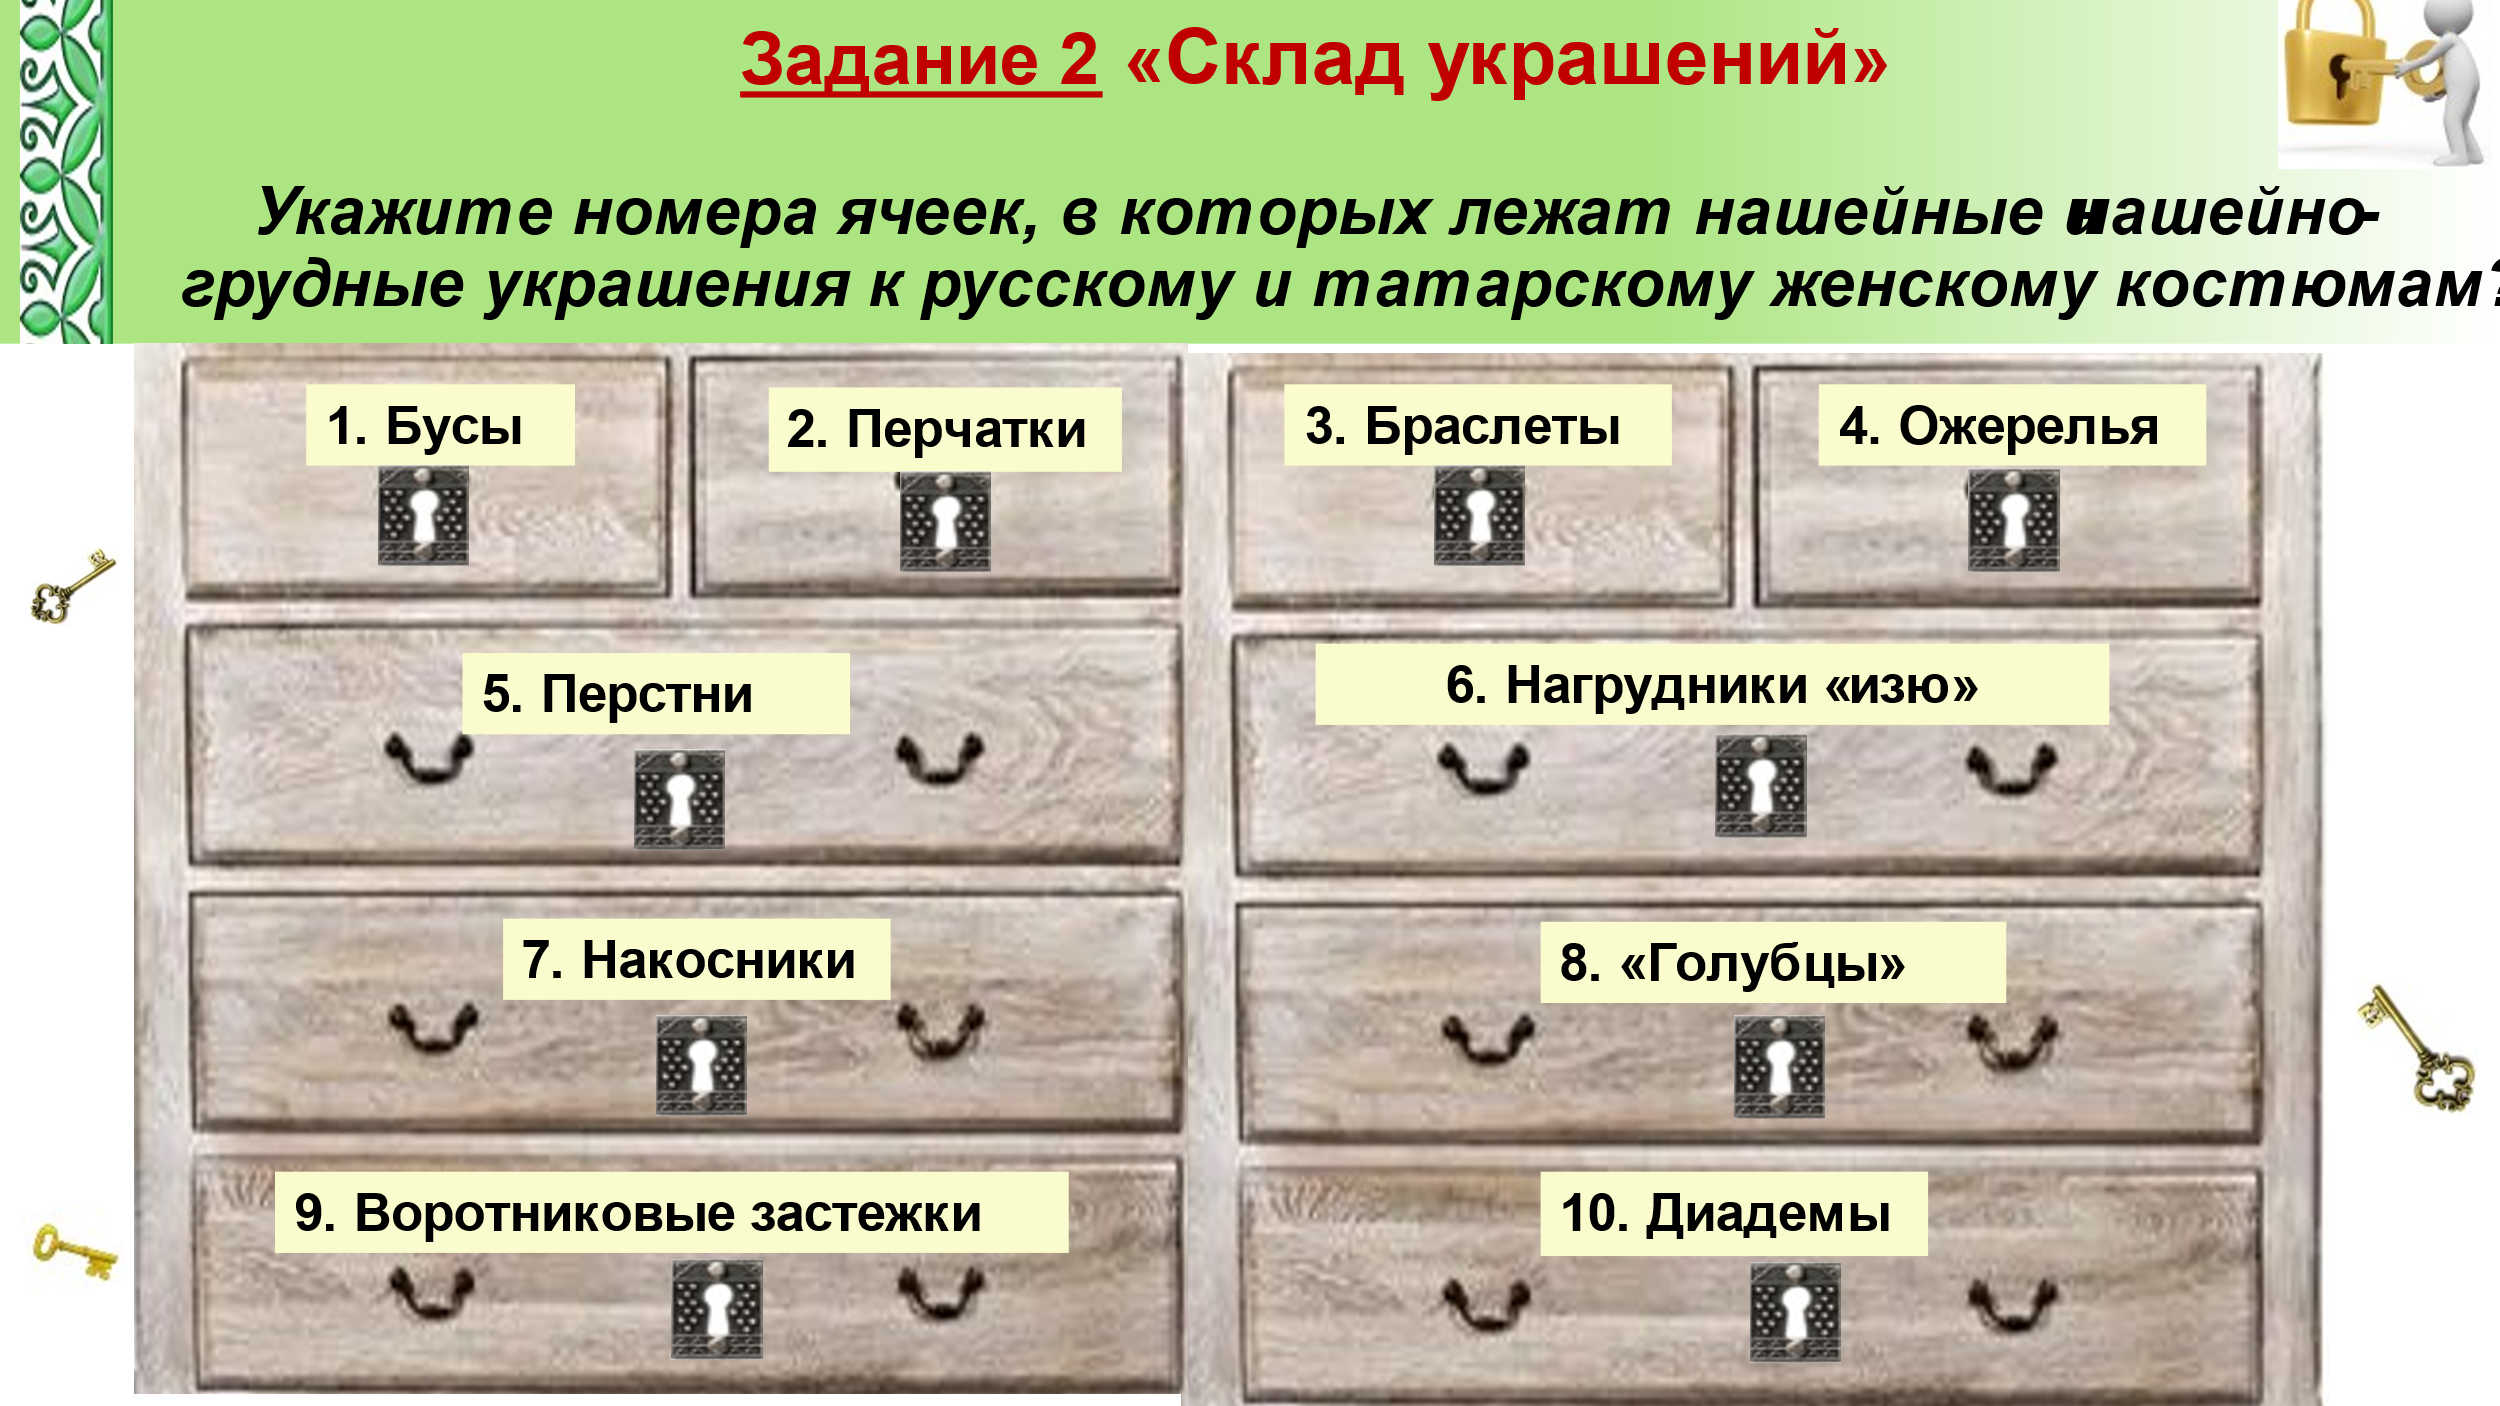 Задание 2 «Склад украшений»
Укажите номера ячеек, в которых лежат нашейные и нашейно-
грудные украшения к русскому и татарскому женскому костюмам?
1. Бусы
2. Перчатки
3. Браслеты
4. Ожерелья
5. Перстни
6. Нагрудники «изю»
7. Накосники
8. «Голубцы»
9. Воротниковые застежки
10. Диадемы